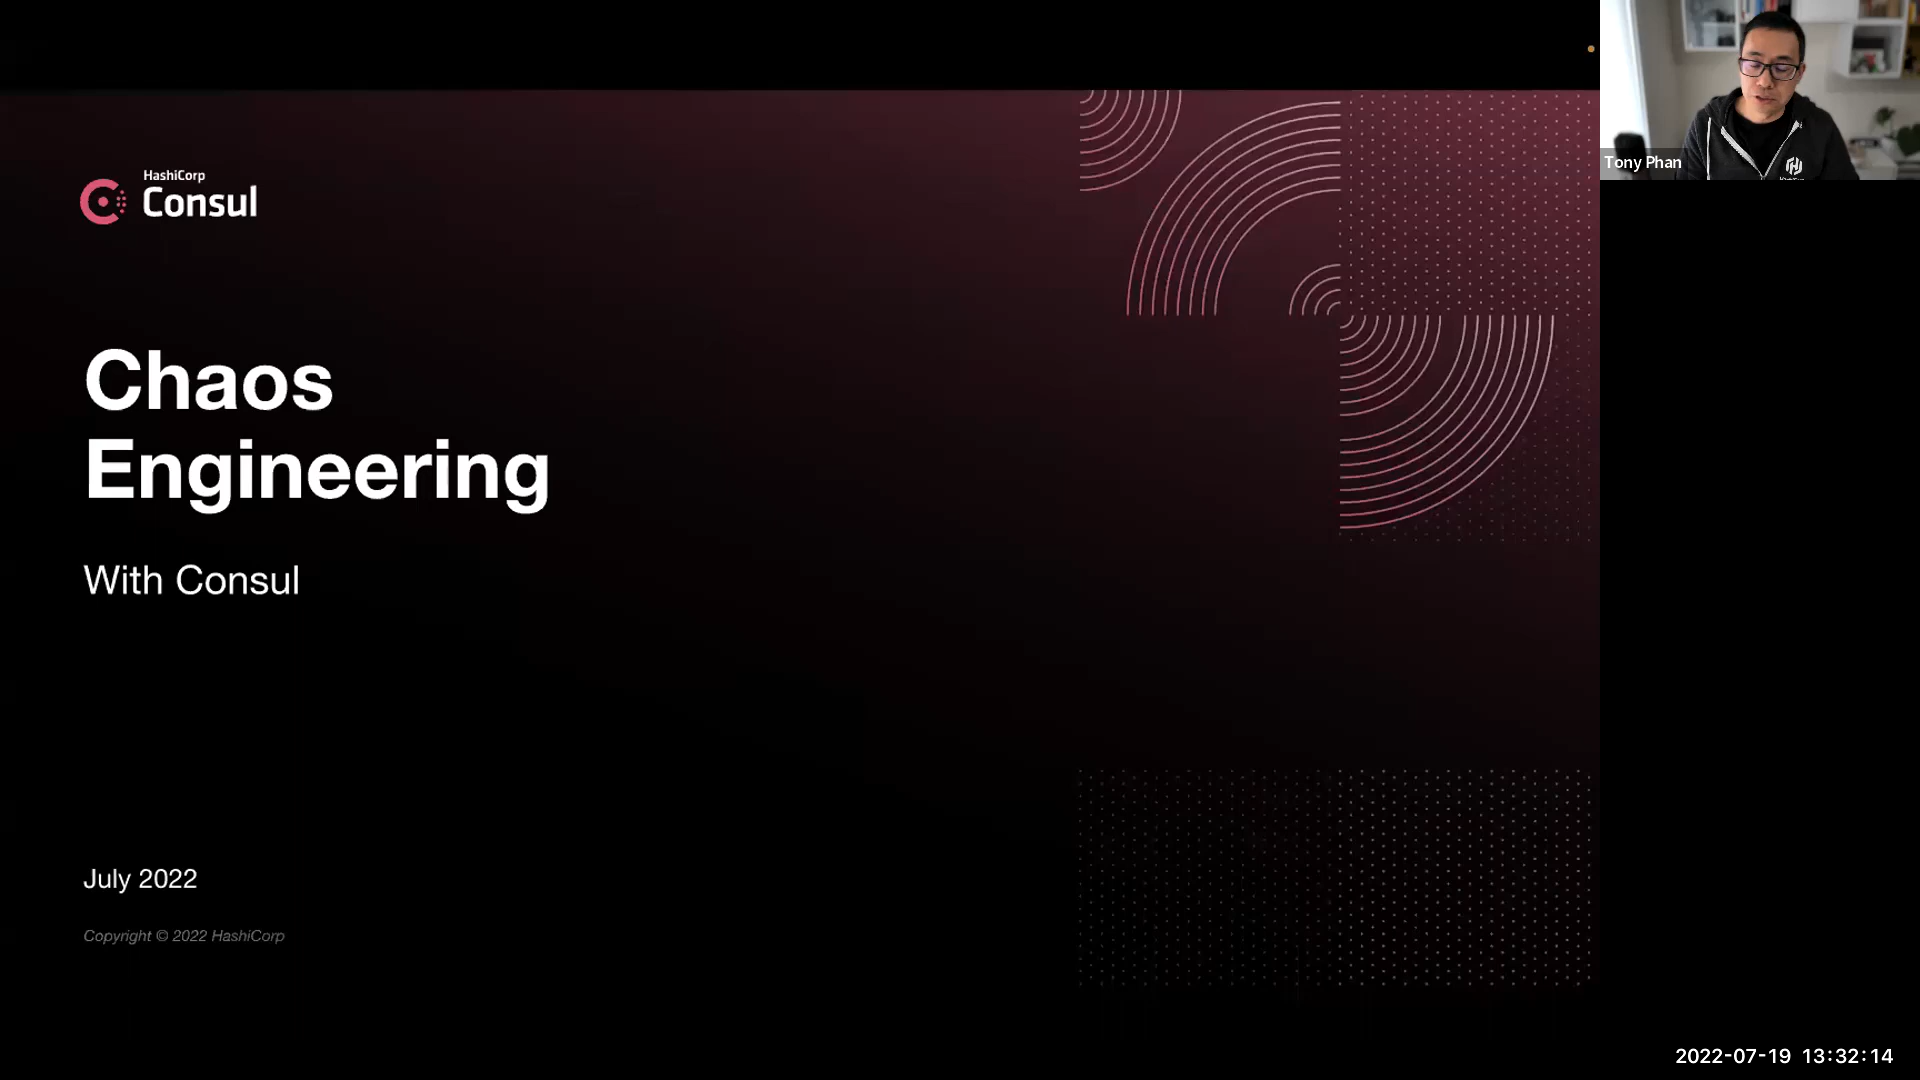 HashiCorp
Consul
Chaos
Engineering
With Consul
July 2022
Copyright © 2022 HashiCorp
Tony Phan
2022-07-19 13:32:14